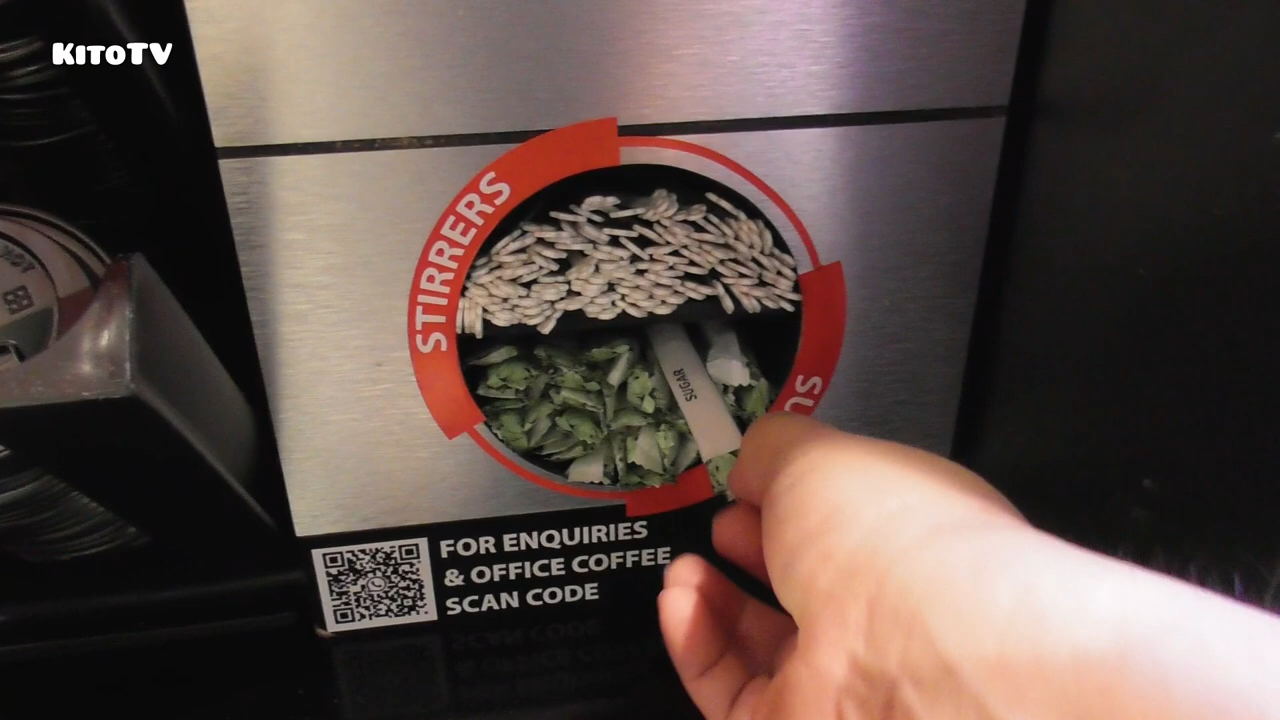 KitoTV
STIRRERS
SUGAR
FOR ENQUIRIES
& OFFICE COFFEE
SCAN CODE